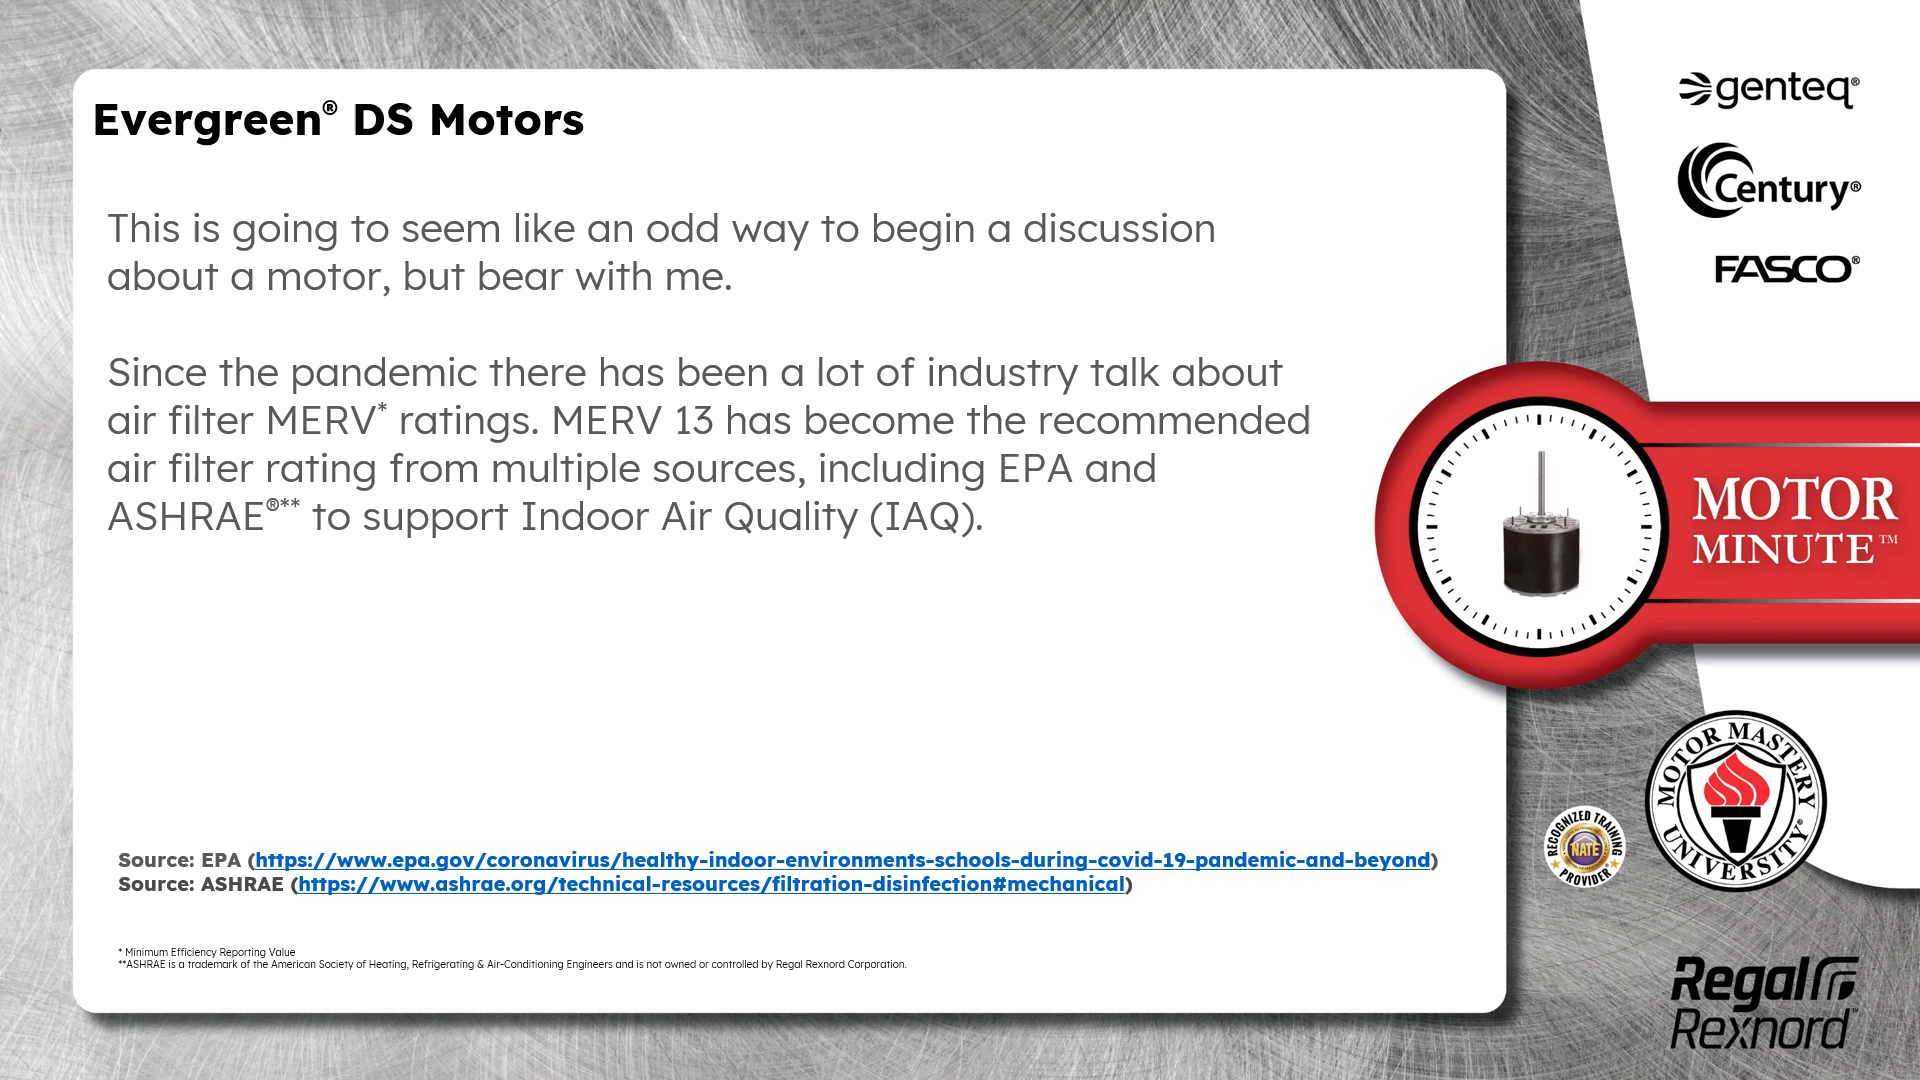 Evergreen® DS Motors
This is going to seem like an odd way to begin a discussion
about a motor, but bear with me.
Since the pandemic there has been a lot of industry talk about
air filter MERV* ratings. MERV 13 has become the recommended
air filter rating from multiple sources, including EPA and
ASHRAE®** to support Indoor Air Quality (IAQ).
Source: EPA (https://www.epa.gov/coronavirus/healthy-indoor-environments-schools-during-covid-19-pandemic-and-beyond)
Source: ASHRAE (https://www.ashrae.org/technical-resources/filtration-disinfection#mechanical)
* Minimum Efficiency Reporting Value
**ASHRAE is a trademark of the American Society of Heating, Refrigerating & Air-Conditioning Engineers and is not owned or controlled by Regal Rexnord Corporation.
genteq®
Century®
FASCO®
MOTOR
MINUTE™
MOTOR MASTERY
UNIVERSITY®
RECOGNIZED TRAINING
NATE
PROVIDER
Regal
Rexnord™